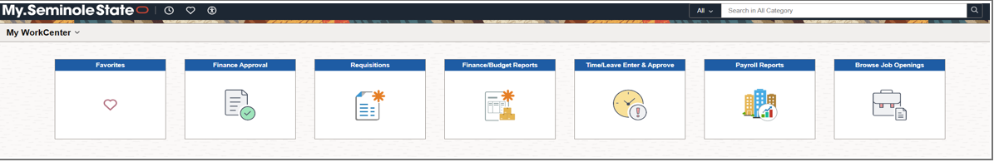 My.SeminoleState
All
Search in All Category
My WorkCenter
Favorites
Finance Approval
Requisitions
Finance/Budget Reports
Time/Leave Enter & Approve
Payroll Reports
Browse Job Openings